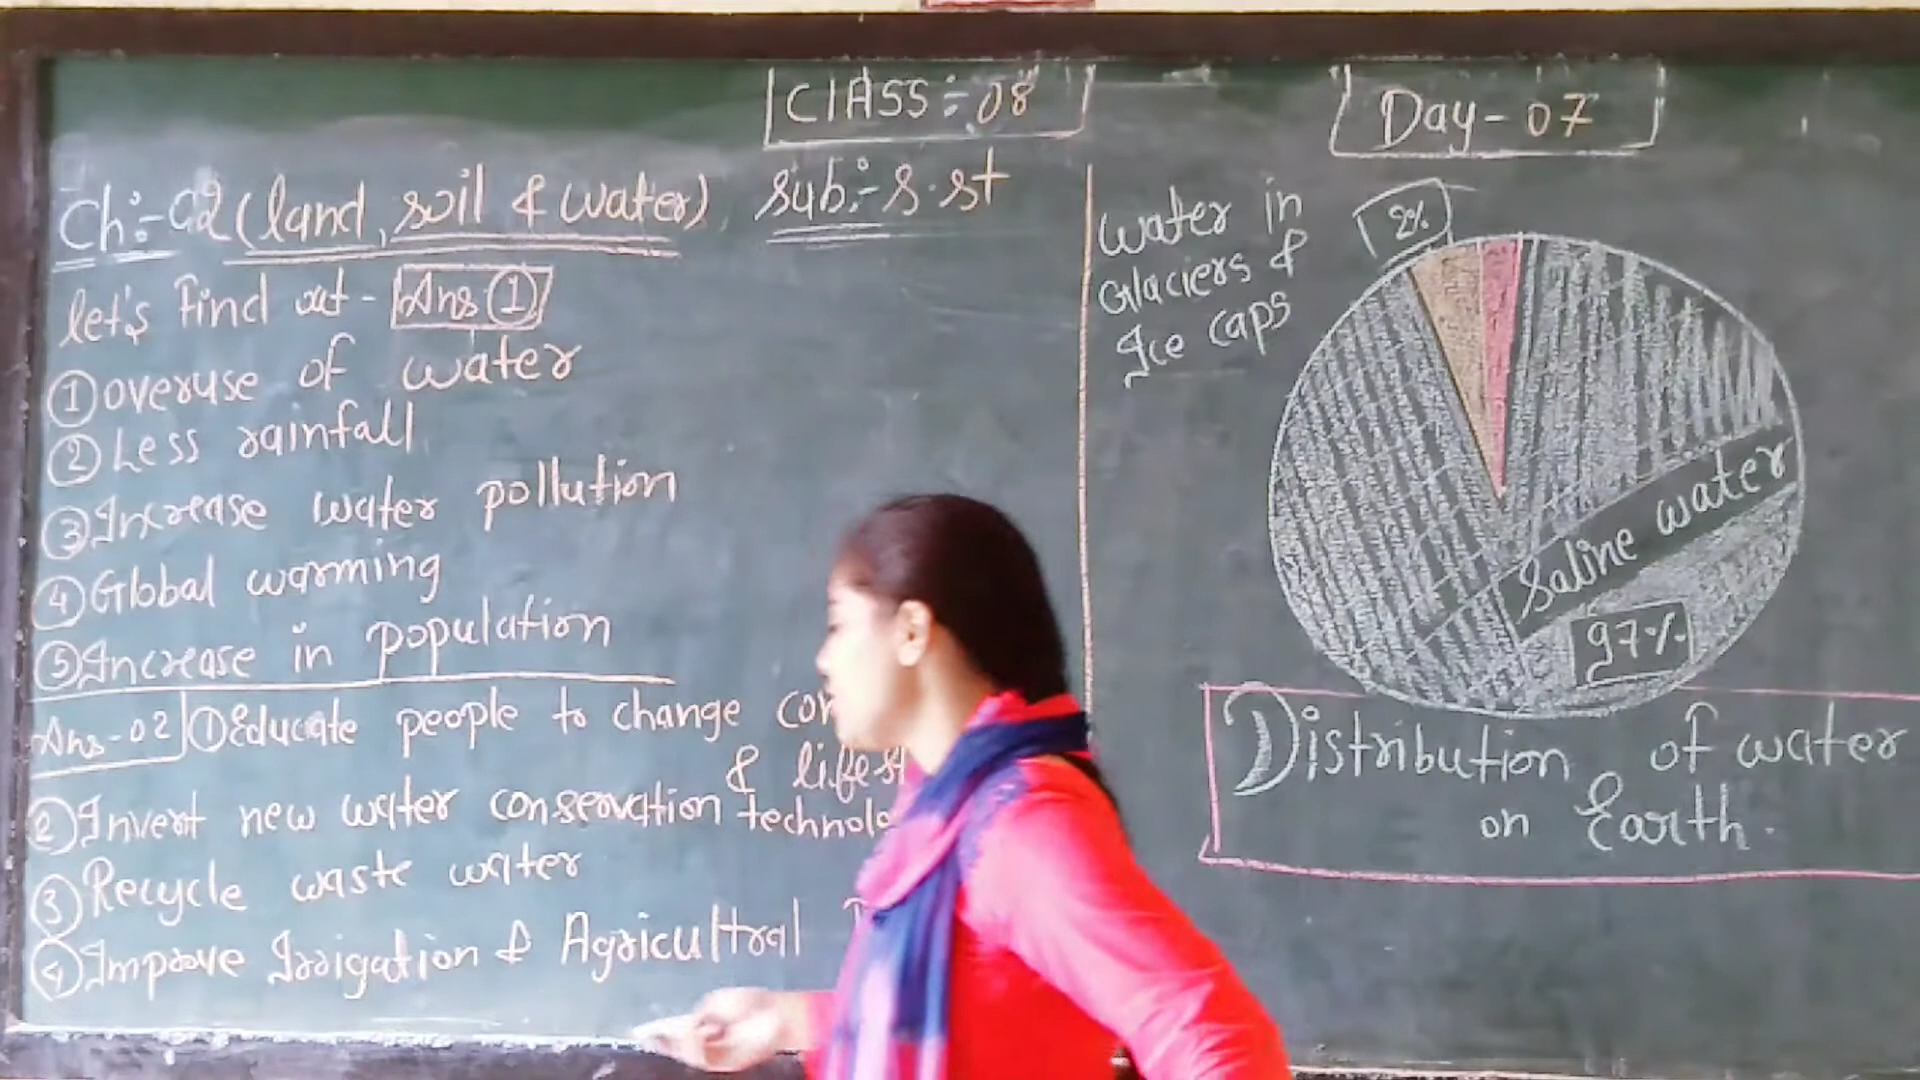 CLASS:- 08
Day-07
Ch:-02 (land, soil & water), sub:- s.st
let's Find out - Ans ①
① overuse of water
② Less rainfall
③ Increase water pollution
④ Global warming
⑤ Increase in population
Ans-02 ① Educate people to change
& 
② Invent new water conservation
③ Recycle waste water
④ Improve Irrigation & Agricultral
Water in
Glaciers &
Ice caps
2%
Saline water
97%
Distribution of water
on Earth.